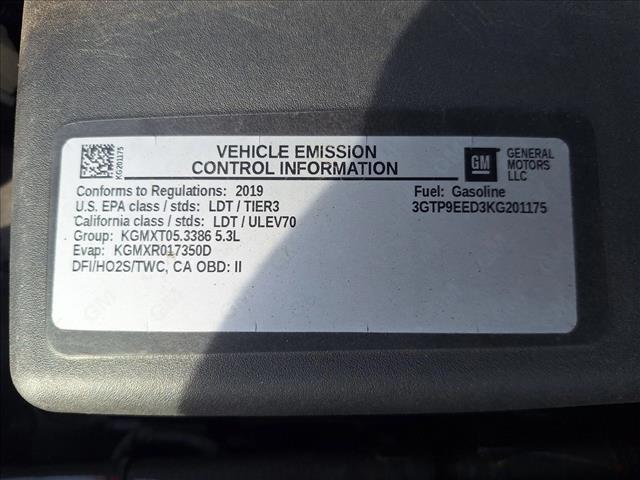 VEHICLE EMISSION
CONTROL INFORMATION
KG201175
GM
GENERAL
MOTORS
LLC
Conforms to Regulations: 2019
Fuel: Gasoline
U.S. EPA class / stds: LDT / TIER3
3GTP9EED3KG201175
California class / stds: LDT / ULEV70
Group: KGMXT05.3386 5.3L
Evap: KGMXR017350D
DFI/HO2S/TWC, CA OBD: II